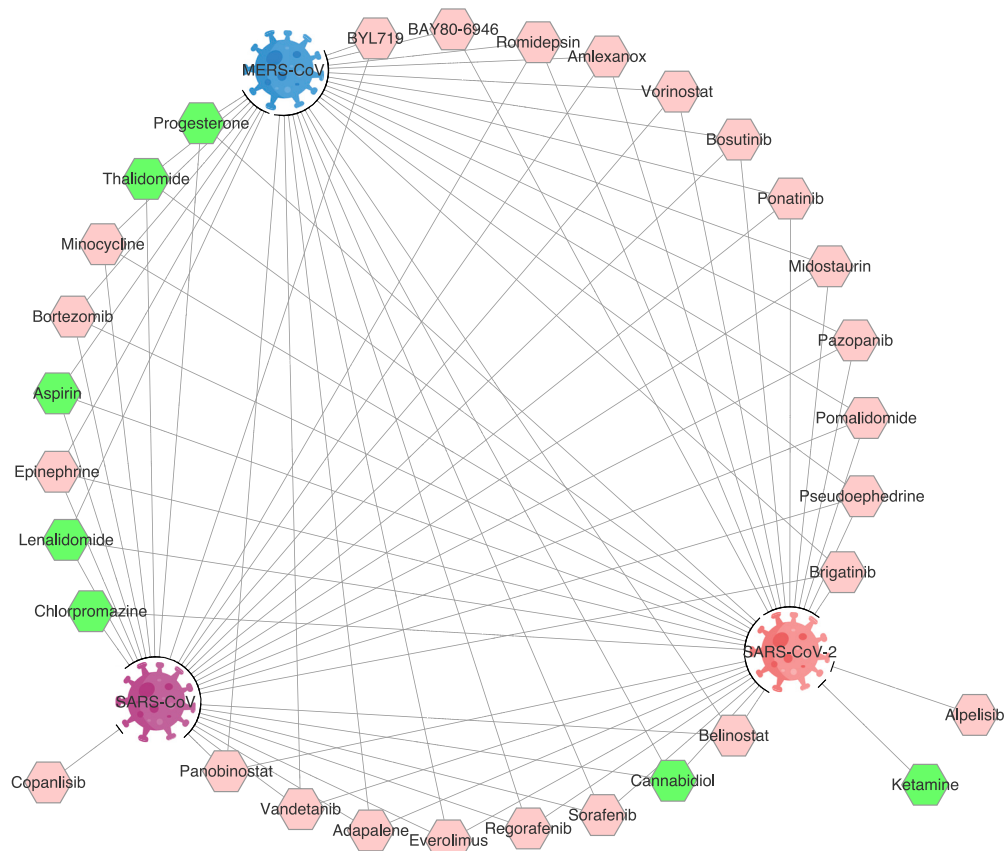 BYL719
BAY80-6946
Romidepsin
Amlexanox
MERS-CoV
Vorinostat
Progesterone
Bosutinib
Thalidomide
Ponatinib
Minocycline
Midostaurin
Bortezomib
Pazopanib
Aspirin
Pomalidomide
Epinephrine
Pseudoephedrine
Lenalidomide
Brigatinib
Chlorpromazine
SARS-CoV-2
SARS-CoV
Alpelisib
Belinostat
Copanlisib
Panobinostat
Cannabidiol
Ketamine
Vandetanib
Sorafenib
Adapalene
Regorafenib
Everolimus